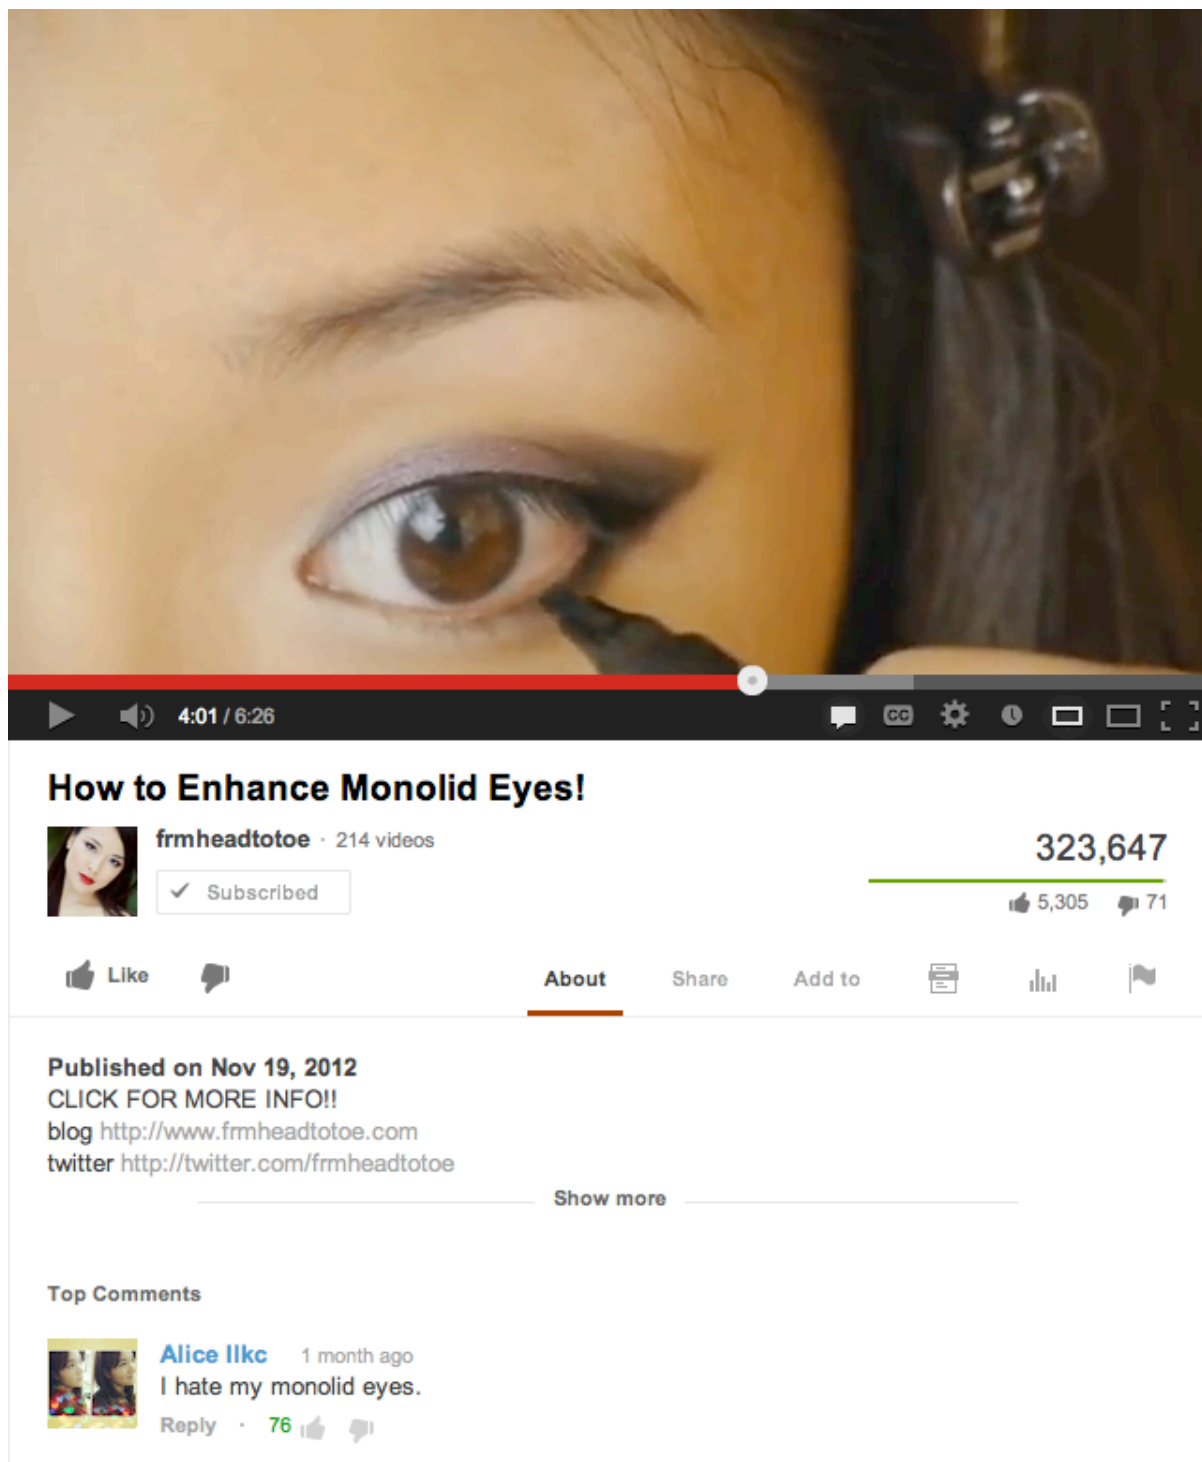 4:01 / 6:26
CC
How to Enhance Monolid Eyes!
frmheadtotoe · 214 videos
Subscribed
323,647
5,305 71
Like
About Share Add to
Published on Nov 19, 2012
CLICK FOR MORE INFO!!
blog http://www.frmheadtotoe.com
twitter http://twitter.com/frmheadtotoe
Show more
Top Comments
Alice Ilkc 1 month ago
I hate my monolid eyes.
Reply · 76